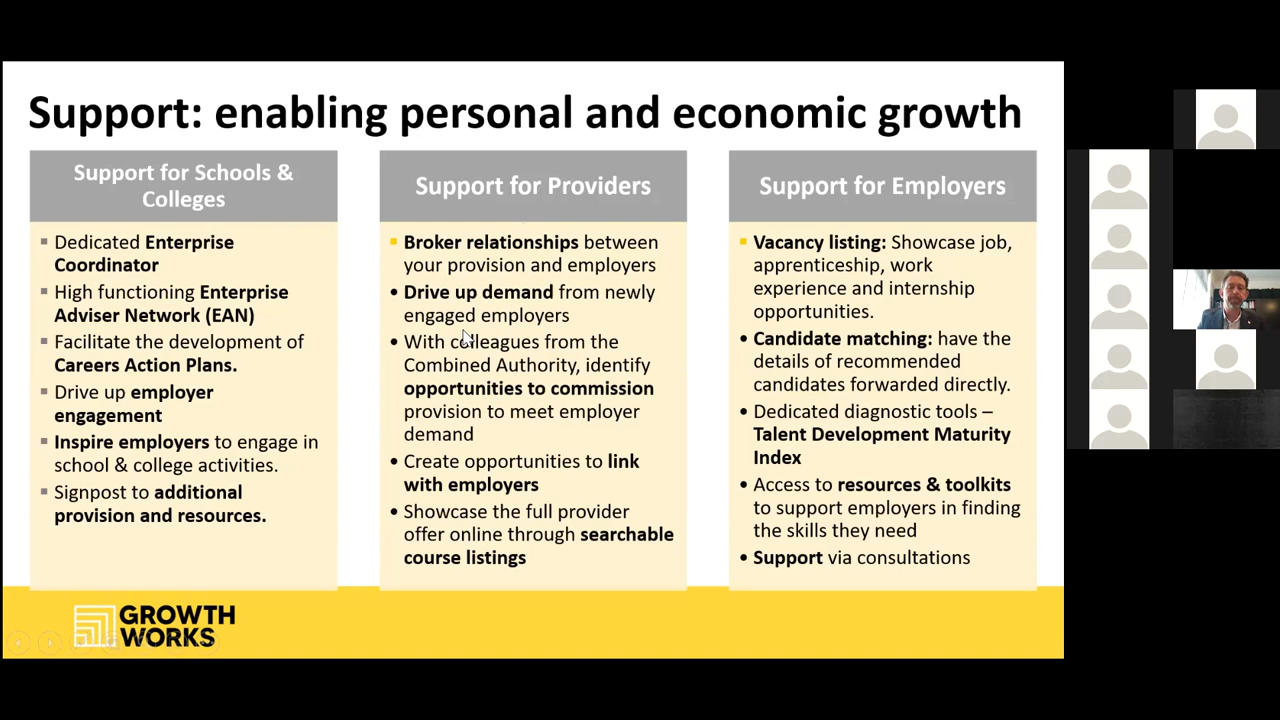 Support: enabling personal and economic growth
Support for Schools &
Colleges
Dedicated Enterprise
Coordinator
High functioning Enterprise
Adviser Network (EAN)
Facilitate the development of
Careers Action Plans.
Drive up employer
engagement
Inspire employers to engage in
school & college activities.
Signpost to additional
provision and resources.
Support for Providers
Broker relationships between
your provision and employers
Drive up demand from newly
engaged employers
With colleagues from the
Combined Authority, identify
opportunities to commission
provision to meet employer
demand
Create opportunities to link
with employers
Showcase the full provider
offer online through searchable
course listings
Support for Employers
Vacancy listing: Showcase job,
apprenticeship, work
experience and internship
opportunities.
Candidate matching: have the
details of recommended
candidates forwarded directly.
Dedicated diagnostic tools –
Talent Development Maturity
Index
Access to resources & toolkits
to support employers in finding
the skills they need
Support via consultations
GROWTH
WORKS